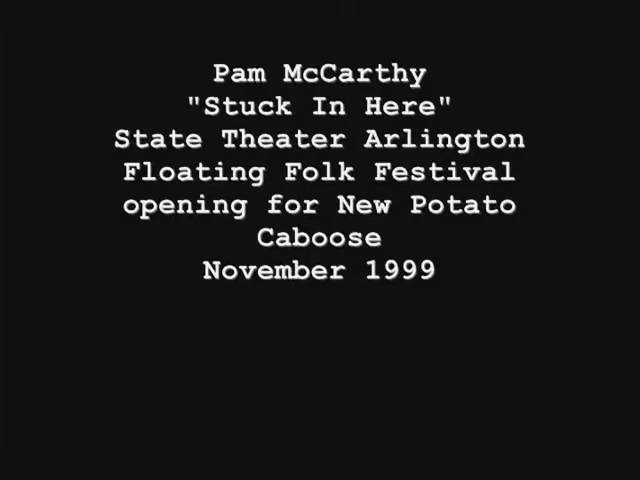 Pam McCarthy
"Stuck In Here"
State Theater Arlington
Floating Folk Festival
opening for New Potato
Caboose
November 1999